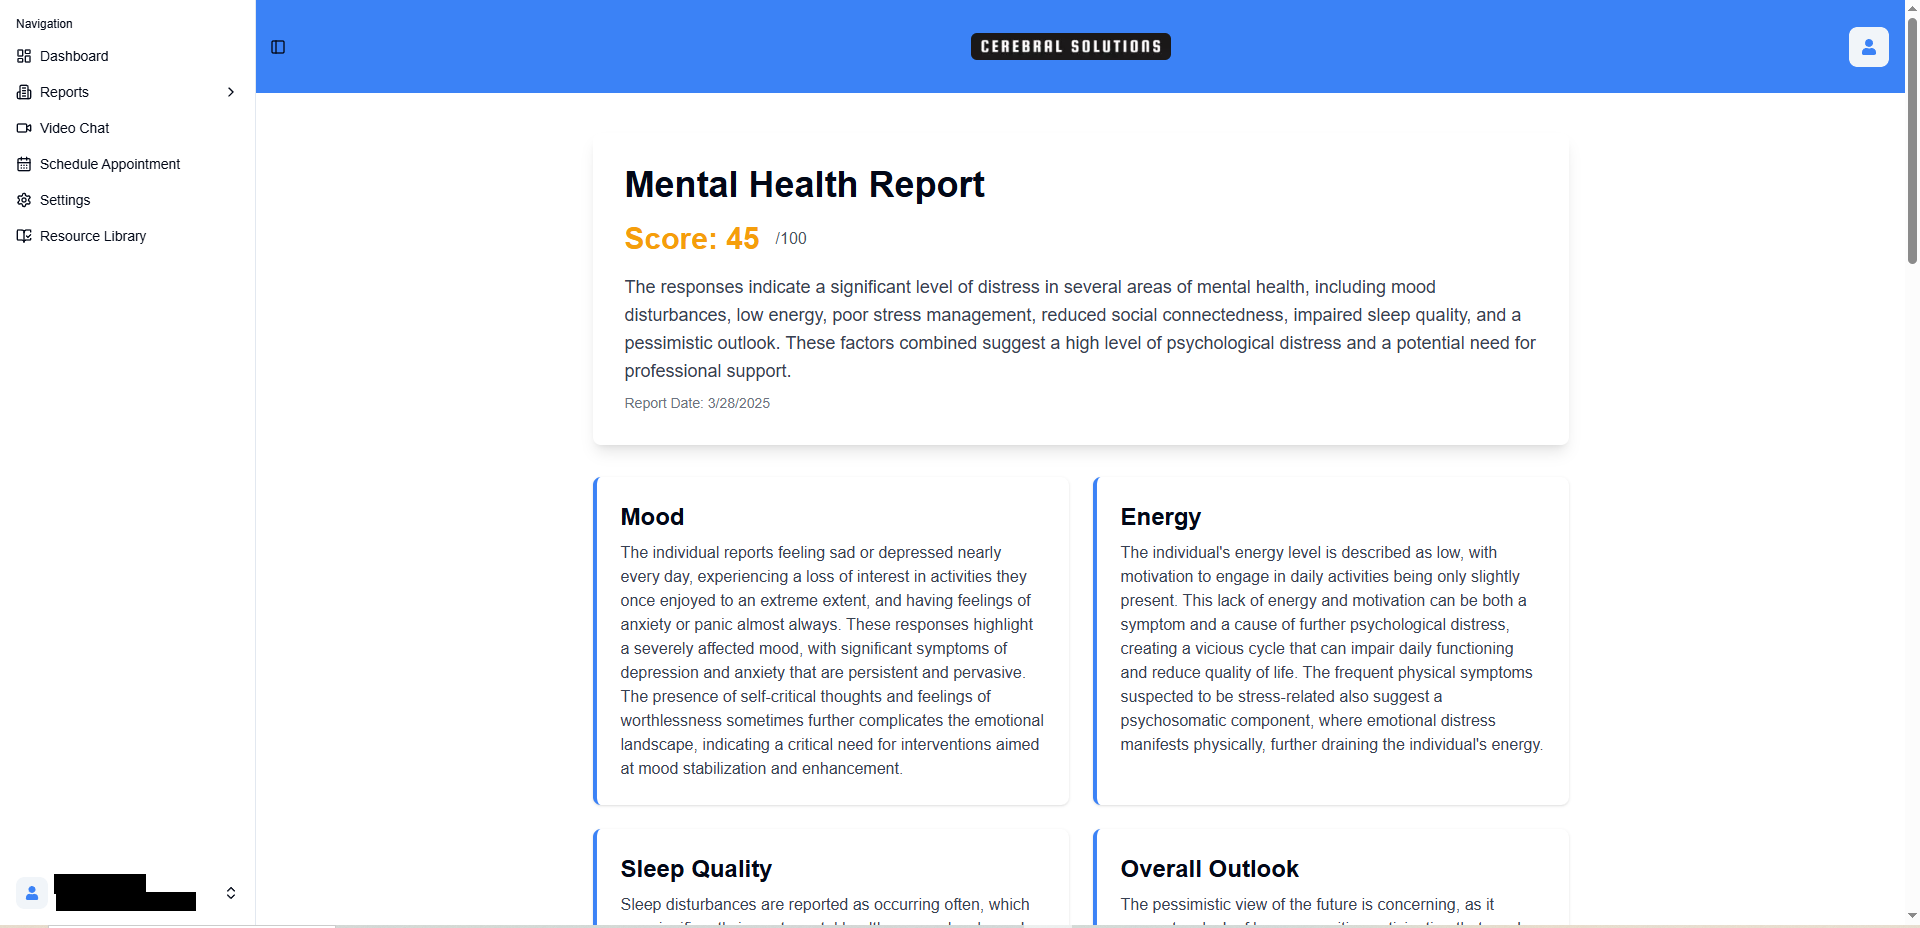 Navigation
Dashboard
Reports
Video Chat
Schedule Appointment
Settings
Resource Library
CEREBRAL SOLUTIONS
Mental Health Report
Score: 45 /100
The responses indicate a significant level of distress in several areas of mental health, including mood
disturbances, low energy, poor stress management, reduced social connectedness, impaired sleep quality, and a
pessimistic outlook. These factors combined suggest a high level of psychological distress and a potential need for
professional support.
Report Date: 3/28/2025
Mood
The individual reports feeling sad or depressed nearly
every day, experiencing a loss of interest in activities they
once enjoyed to an extreme extent, and having feelings of
anxiety or panic almost always. These responses highlight
a severely affected mood, with significant symptoms of
depression and anxiety that are persistent and pervasive.
The presence of self-critical thoughts and feelings of
worthlessness sometimes further complicates the emotional
landscape, indicating a critical need for interventions aimed
at mood stabilization and enhancement.
Energy
The individual's energy level is described as low, with
motivation to engage in daily activities being only slightly
present. This lack of energy and motivation can be both a
symptom and a cause of further psychological distress,
creating a vicious cycle that can impair daily functioning
and reduce quality of life. The frequent physical symptoms
suspected to be stress-related also suggest a
psychosomatic component, where emotional distress
manifests physically, further draining the individual's energy.
Sleep Quality
Sleep disturbances are reported as occurring often, which
Overall Outlook
The pessimistic view of the future is concerning, as it